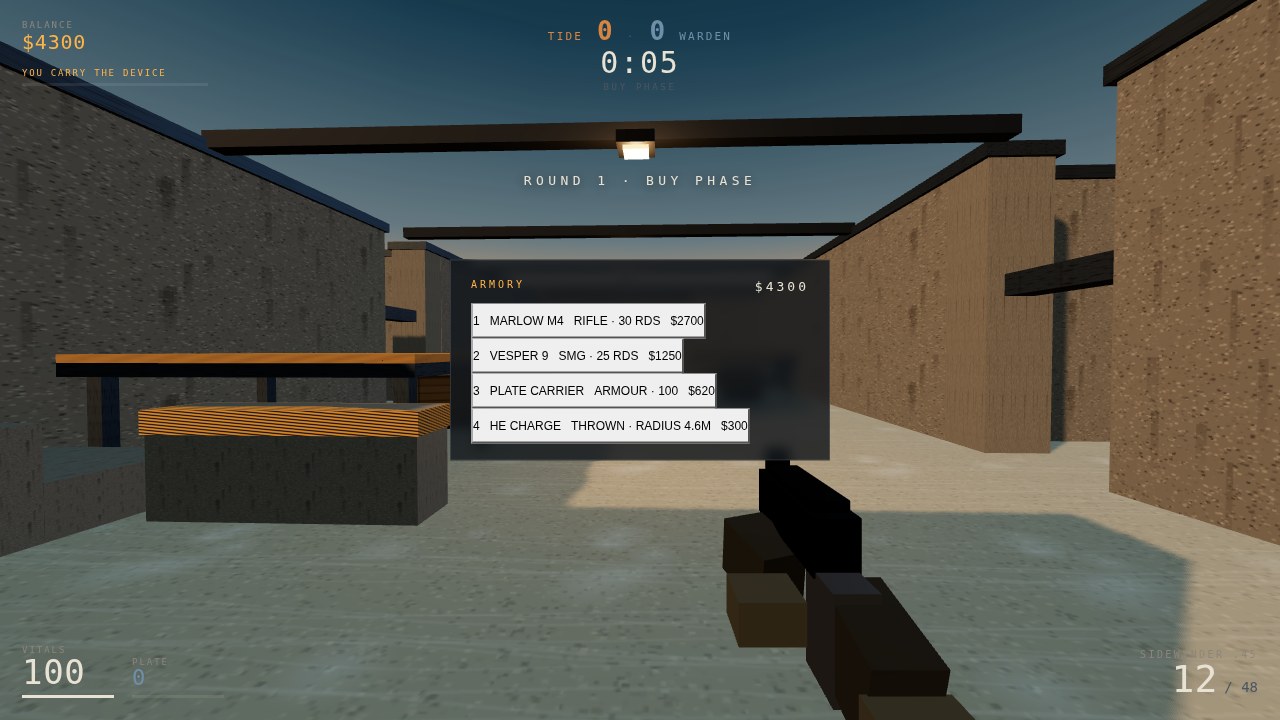 BALANCE
$4300
YOU CARRY THE DEVICE
TIDE 0 · 0 WARDEN
0:05
BUY PHASE
ROUND 1 · BUY PHASE
ARMORY $4300
1 MARLOW M4 RIFLE · 30 RDS $2700
2 VESPER 9 SMG · 25 RDS $1250
3 PLATE CARRIER ARMOUR · 100 $620
4 HE CHARGE THROWN · RADIUS 4.6M $300
VITALS
100
PLATE
0
12 / 48